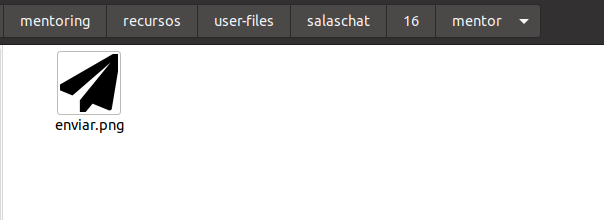 mentoring recursos user-files salaschat 16 mentor
enviar.png